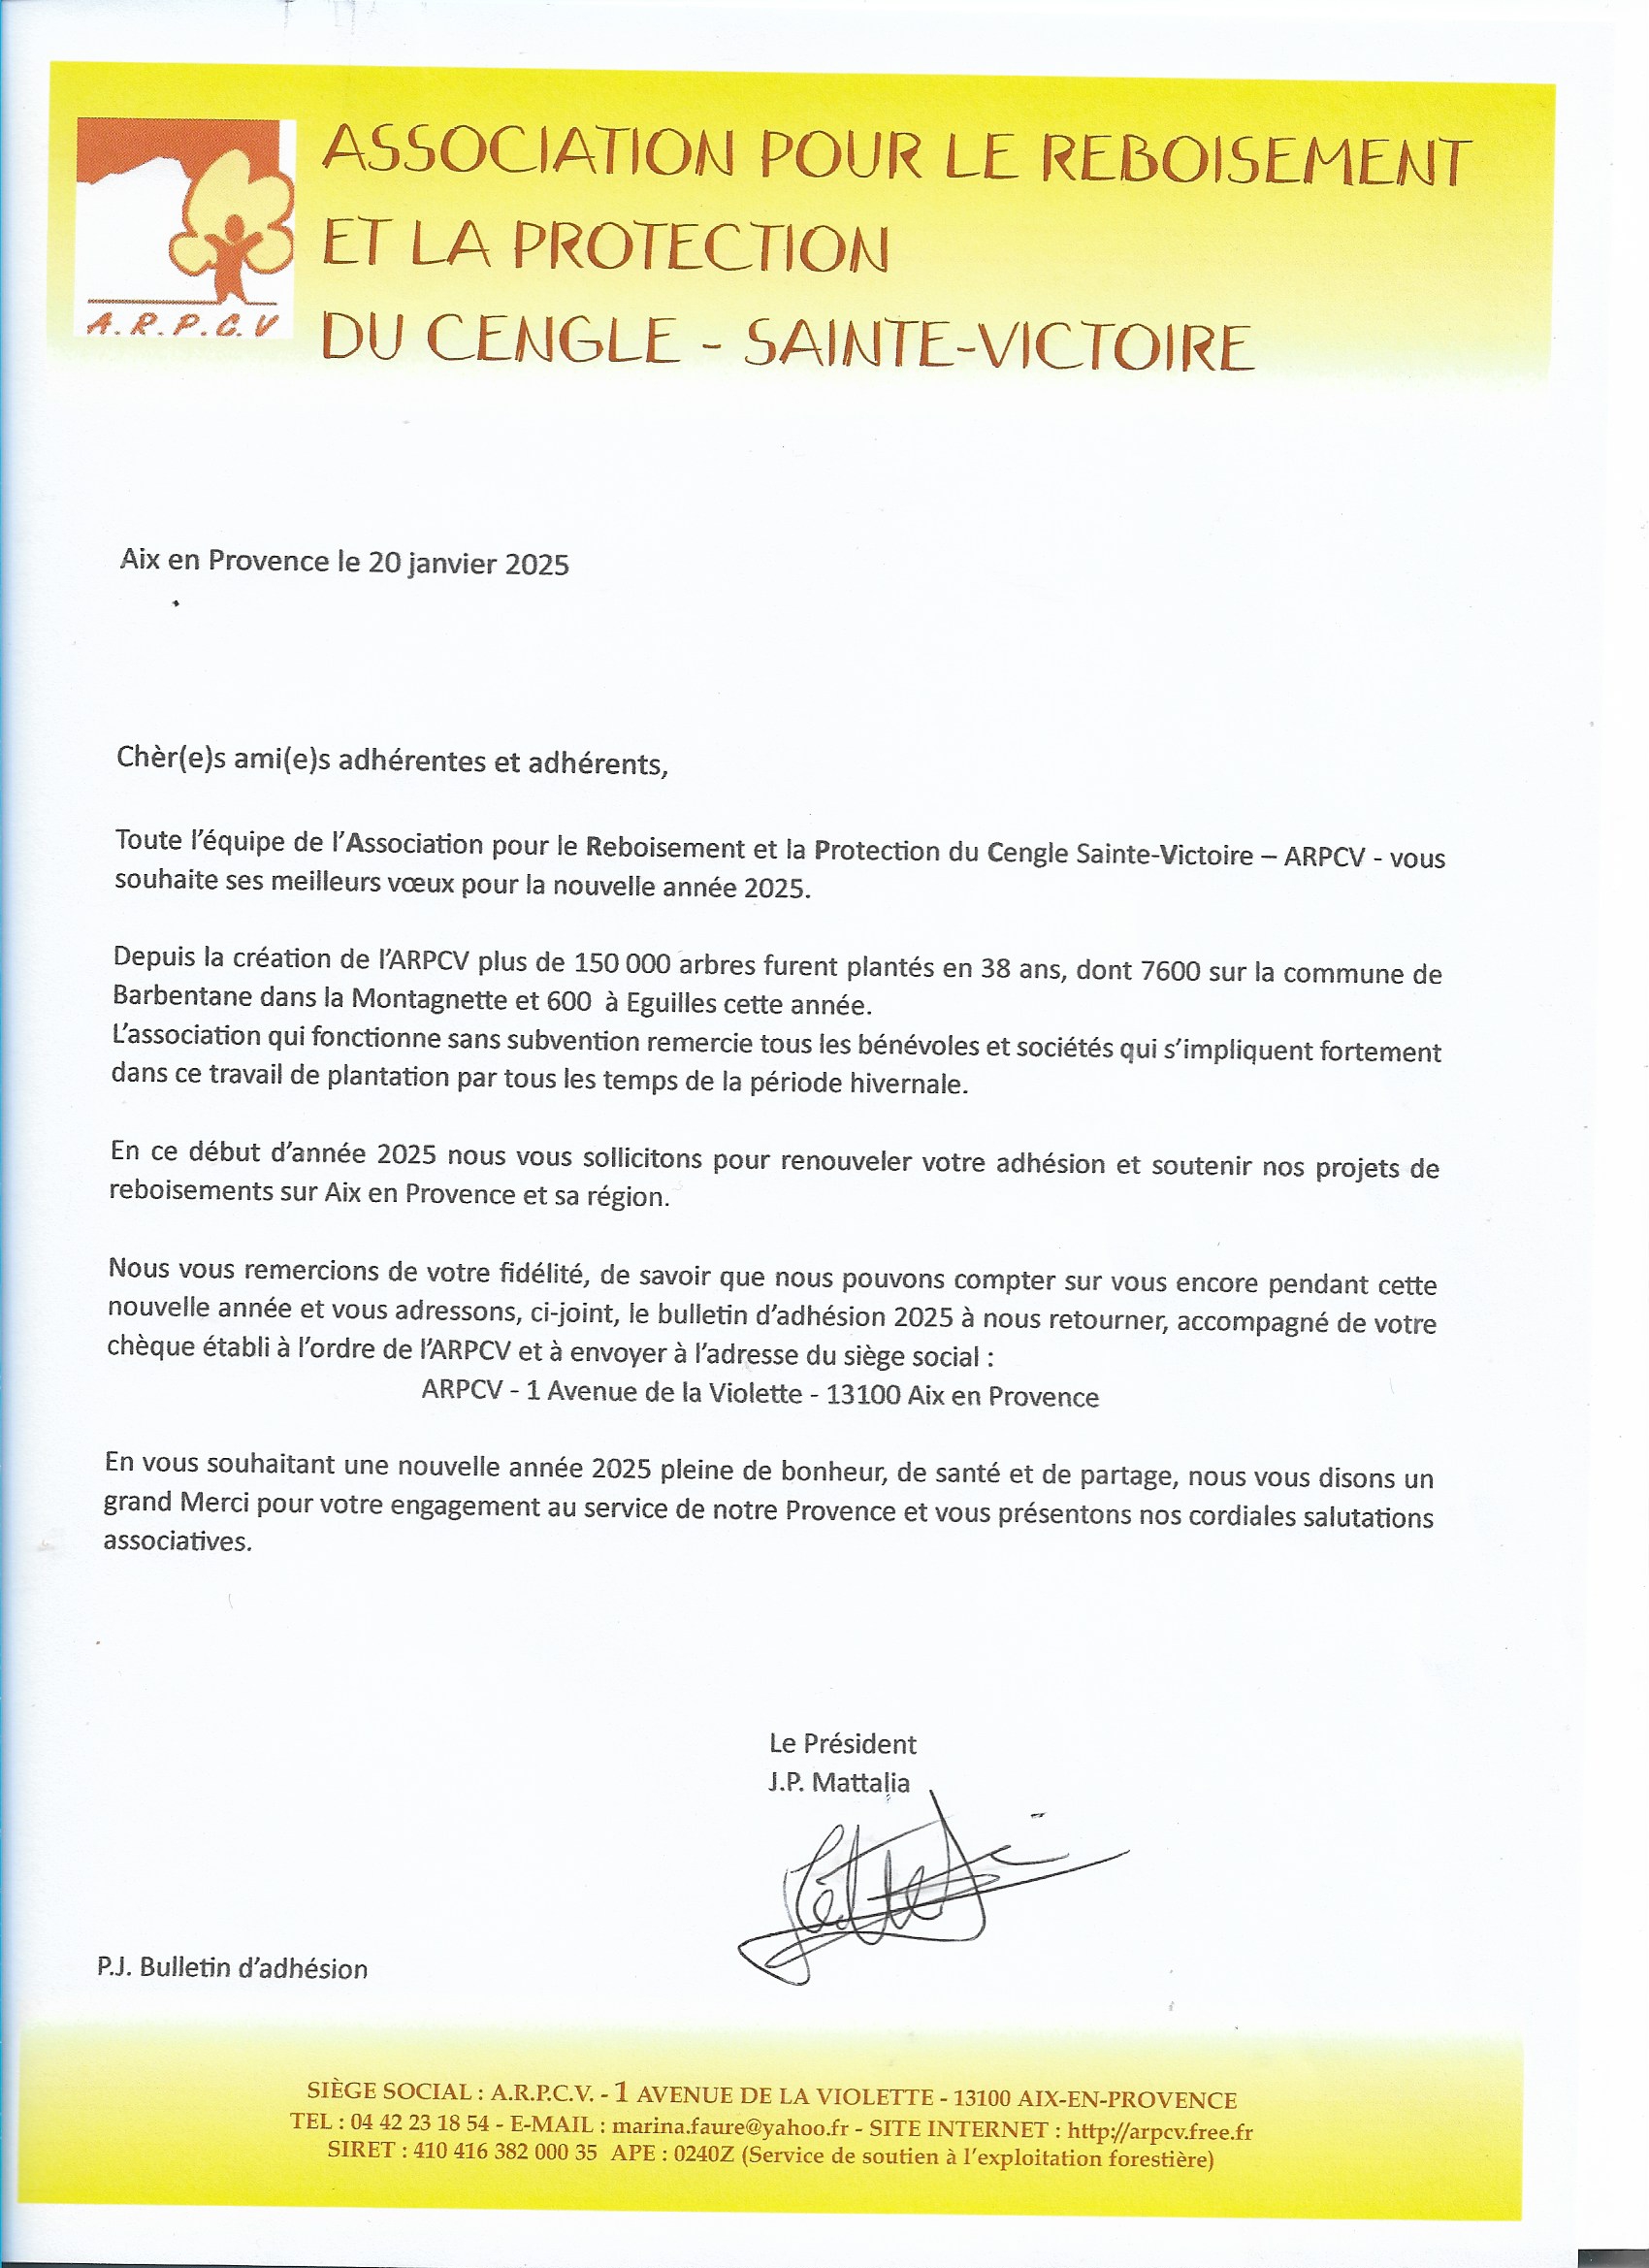 ASSOCIATION POUR LE REBOISEMENT
ET LA PROTECTION
DU CENGLE - SAINTE-VICTOIRE
A.R.P.C.V
Aix en Provence le 20 janvier 2025
Chèr(e)s ami(e)s adhérentes et adhérents,
Toute l’équipe de l’Association pour le Reboisement et la Protection du Cengle Sainte-Victoire – ARPCV - vous
souhaite ses meilleurs vœux pour la nouvelle année 2025.
Depuis la création de l’ARPCV plus de 150 000 arbres furent plantés en 38 ans, dont 7600 sur la commune de
Barbentane dans la Montagnette et 600 à Eguilles cette année.
L’association qui fonctionne sans subvention remercie tous les bénévoles et sociétés qui s’impliquent fortement
dans ce travail de plantation par tous les temps de la période hivernale.
En ce début d’année 2025 nous vous sollicitons pour renouveler votre adhésion et soutenir nos projets de
reboisements sur Aix en Provence et sa région.
Nous vous remercions de votre fidélité, de savoir que nous pouvons compter sur vous encore pendant cette
nouvelle année et vous adressons, ci-joint, le bulletin d’adhésion 2025 à nous retourner, accompagné de votre
chèque établi à l’ordre de l’ARPCV et à envoyer à l’adresse du siège social :
ARPCV - 1 Avenue de la Violette - 13100 Aix en Provence
En vous souhaitant une nouvelle année 2025 pleine de bonheur, de santé et de partage, nous vous disons un
grand Merci pour votre engagement au service de notre Provence et vous présentons nos cordiales salutations
associatives.
Le Président
J.P. Mattalia
P.J. Bulletin d’adhésion
SIÈGE SOCIAL : A.R.P.C.V. - 1 AVENUE DE LA VIOLETTE - 13100 AIX-EN-PROVENCE
TEL : 04 42 23 18 54 - E-MAIL : marina.faure@yahoo.fr - SITE INTERNET : http://arpcv.free.fr
SIRET : 410 416 382 000 35 APE : 0240Z (Service de soutien à l’exploitation forestière)